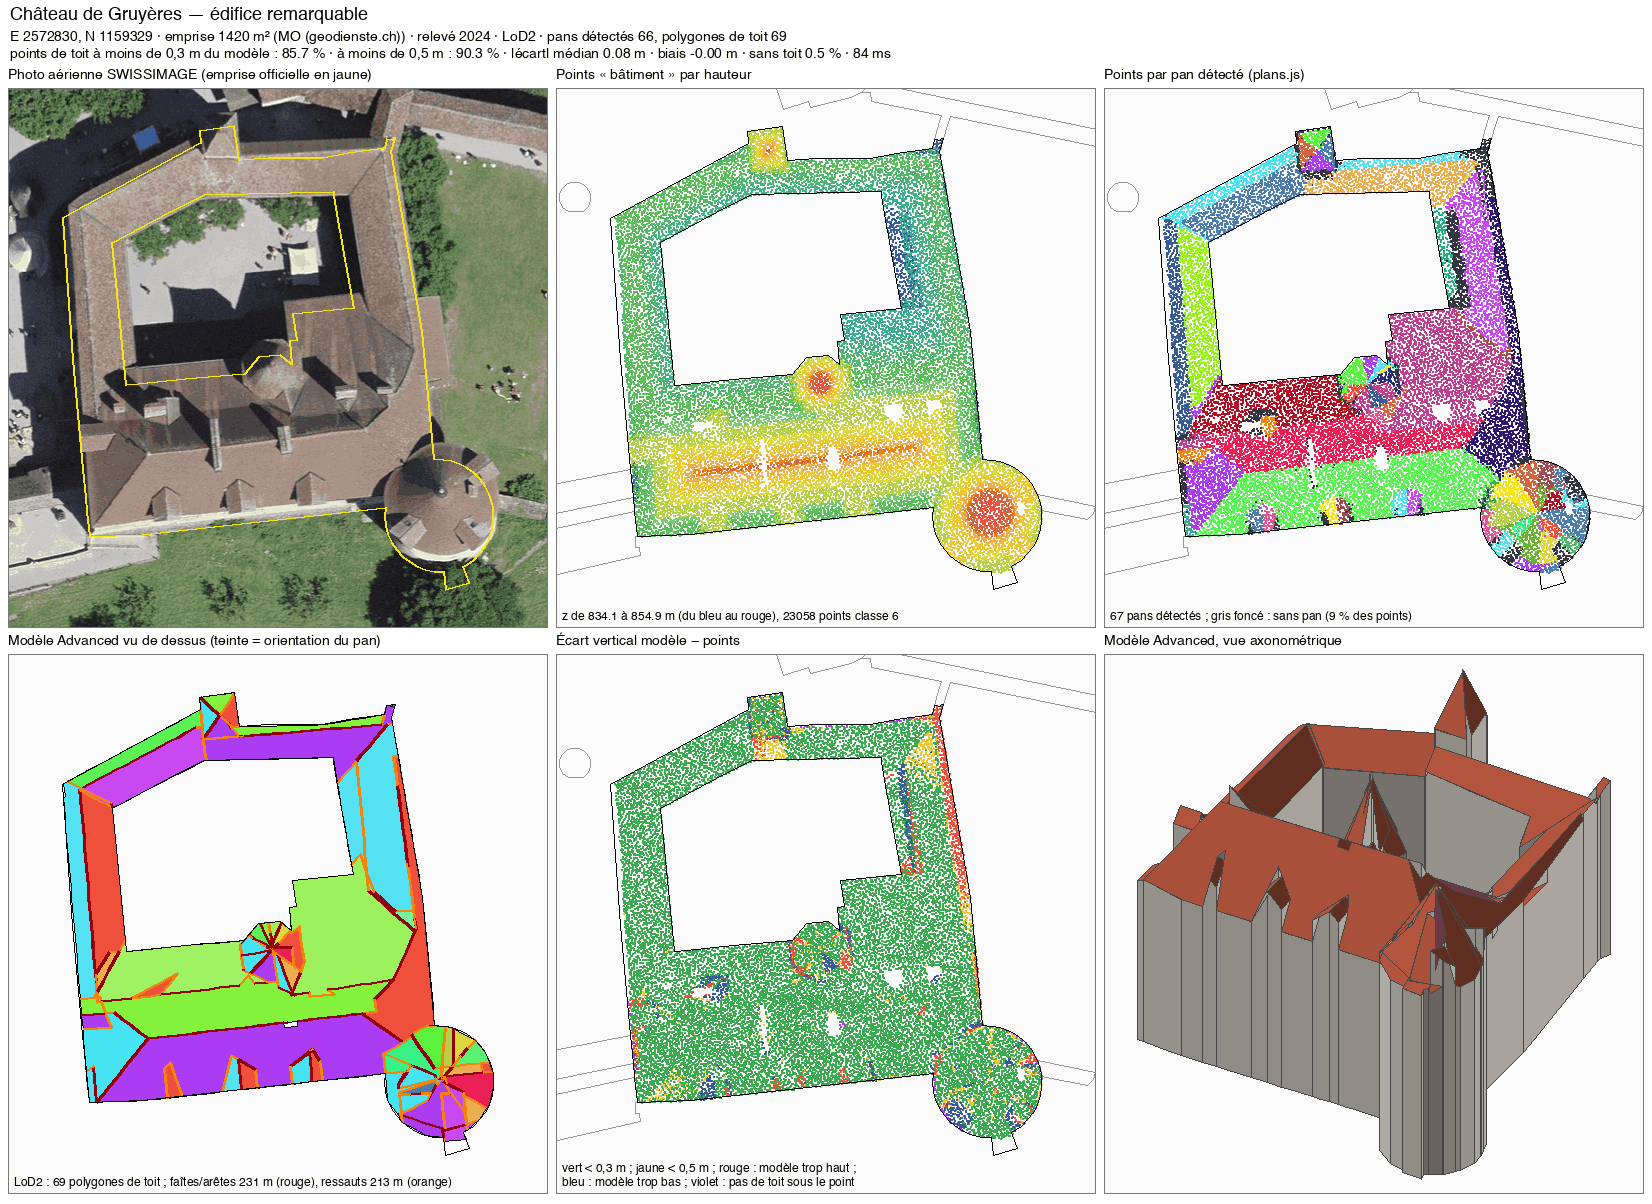 Château de Gruyères — édifice remarquable
E 2572830, N 1159329 · emprise 1420 m² (MO (geodienste.ch)) · relevé 2024 · LoD2 · pans détectés 66, polygones de toit 69
points de toit à moins de 0,3 m du modèle : 85.7 % · à moins de 0,5 m : 90.3 % · lécartl médian 0.08 m · biais -0.00 m · sans toit 0.5 % · 84 ms
Photo aérienne SWISSIMAGE (emprise officielle en jaune)
Points « bâtiment » par hauteur
Points par pan détecté (plans.js)
z de 834.1 à 854.9 m (du bleu au rouge), 23058 points classe 6
67 pans détectés ; gris foncé : sans pan (9 % des points)
Modèle Advanced vu de dessus (teinte = orientation du pan)
Écart vertical modèle – points
Modèle Advanced, vue axonométrique
LoD2 : 69 polygones de toit ; faîtes/arêtes 231 m (rouge), ressauts 213 m (orange)
vert < 0,3 m ; jaune < 0,5 m ; rouge : modèle trop haut ;
bleu : modèle trop bas ; violet : pas de toit sous le point